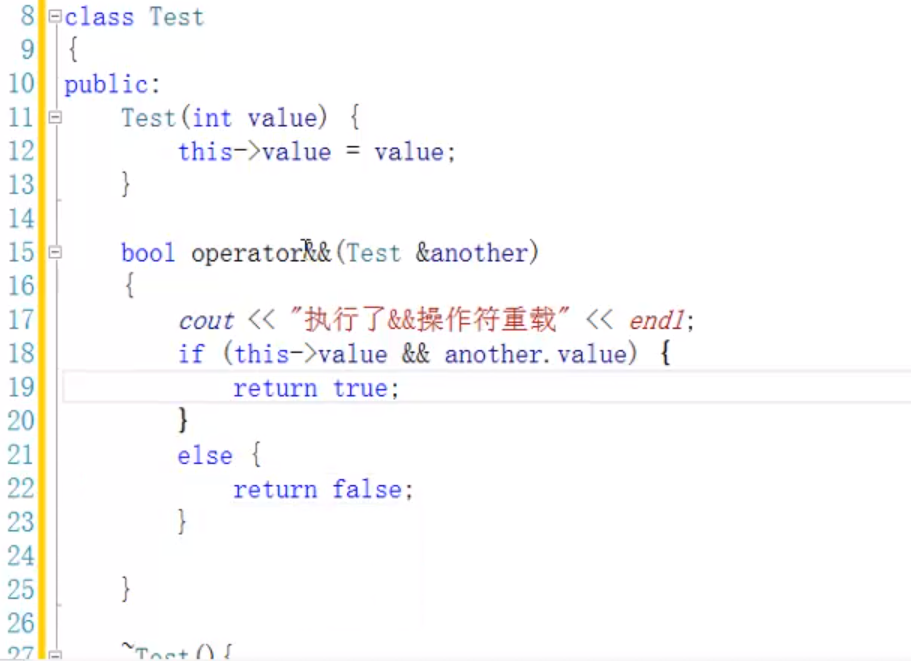 8 class Test
9 {
10 public:
11 Test(int value) {
12 this->value = value;
13 }
14
15 bool operator&&(Test &another)
16 {
17 cout << "执行了&&操作符重载" << endl;
18 if (this->value && another.value) {
19 return true;
20 }
21 else {
22 return false;
23 }
24
25 }
26
27 ~Test(){